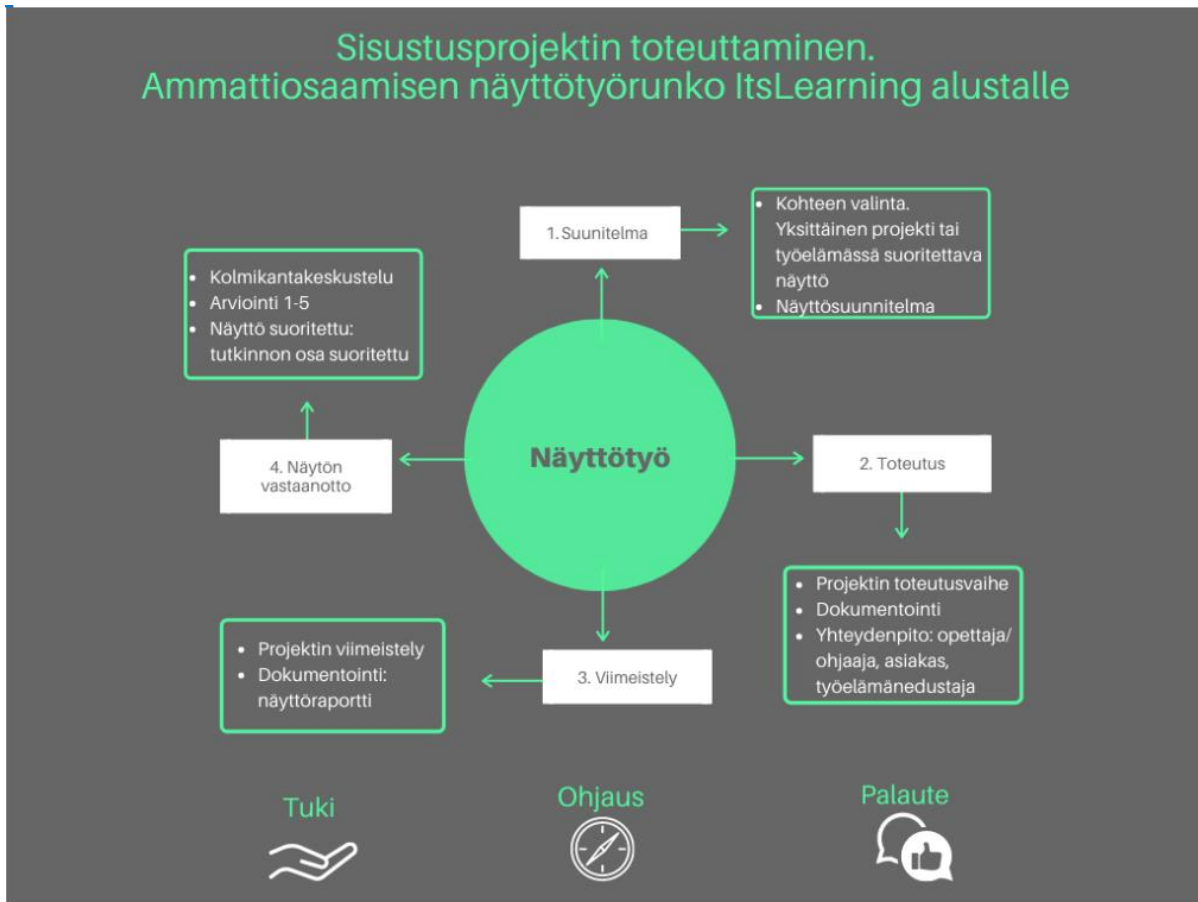 Sisustusprojektin toteuttaminen.
Ammattiosaamisen näyttötyörunko ItsLearning alustalle
1. Suunitelma
• Kohteen valinta.
Yksittäinen projekti tai
työelämässä suoritettava
näyttö
• Näyttösuunnitelma
• Kolmikantakeskustelu
• Arviointi 1-5
• Näyttö suoritettu:
tutkinnon osa suoritettu
Näyttötyö
4. Näytön
vastaanotto
2. Toteutus
• Projektin toteutusvaihe
• Dokumentointi
• Yhteydenpito: opettaja/
ohjaaja, asiakas,
työelämänedustaja
3. Viimeistely
• Projektin viimeistely
• Dokumentointi:
näyttöraportti
Tuki
Ohjaus
Palaute